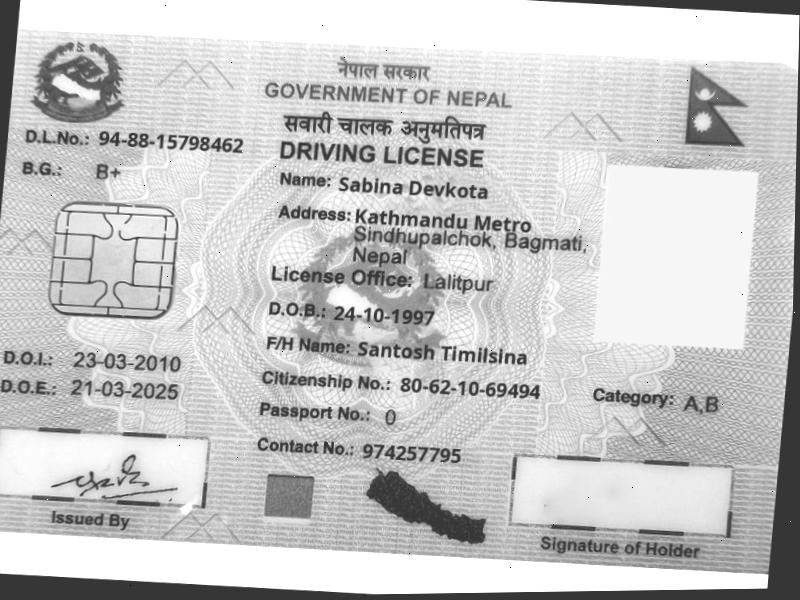 नेपाल सरकार
GOVERNMENT OF NEPAL
सवारी चालक अनुमतिपत्र
DRIVING LICENSE
D.L.No.: 94-88-15798462
B.G.: B+
Name: Sabina Devkota
Address: Kathmandu Metro
Sindhupalchok, Bagmati,
Nepal
License Office: Lalitpur
D.O.B.: 24-10-1997
F/H Name: Santosh Timilsina
D.O.I.: 23-03-2010
D.O.E.: 21-03-2025
Citizenship No.: 80-62-10-69494
Category: A,B
Passport No.: 0
Contact No.: 974257795
Issued By
Signature of Holder